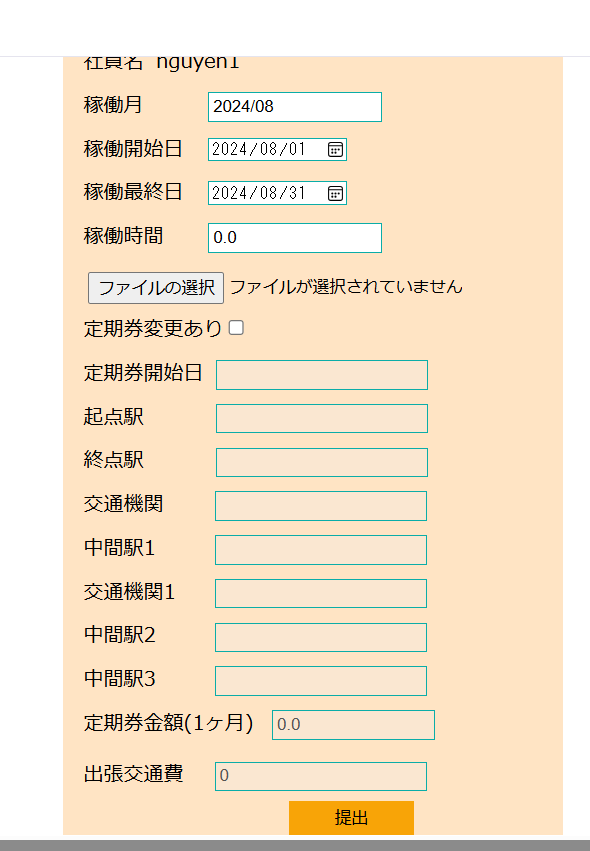 社員名 nguyen1
稼働月 2024/08
稼働開始日 2024/08/01
稼働最終日 2024/08/31
稼働時間 0.0
ファイルの選択 ファイルが選択されていません
定期券変更あり
定期券開始日
起点駅
終点駅
交通機関
中間駅1
交通機関1
中間駅2
中間駅3
定期券金額(1ヶ月) 0.0
出張交通費 0
提出